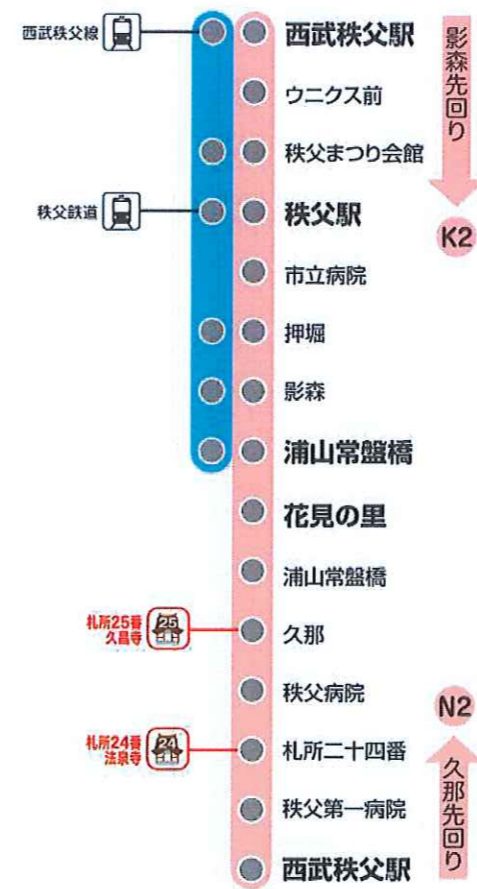 西武秩父線
西武秩父駅
ウニクス前
秩父まつり会館
秩父鉄道
秩父駅
市立病院
押堀
影森
浦山常盤橋
花見の里
浦山常盤橋
札所25番
久昌寺
25
久那
秩父病院
札所24番
法泉寺
24
札所二十四番
秩父第一病院
西武秩父駅
影森先回り
K2
N2
久那先回り